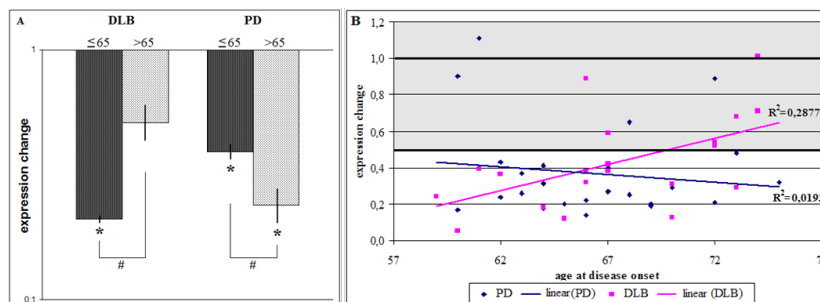 A
DLB
PD
≤65 >65
≤65 >65
1
expression change
*
*
*
#
#
0.1
B
1,2
1,0
0,8
0,6
0,4
0,2
0,0
expression change
R²=0,2877
R²=0,019
57 62 67 72 7
age at disease onset
PD linear(PD) DLB linear (DLB)